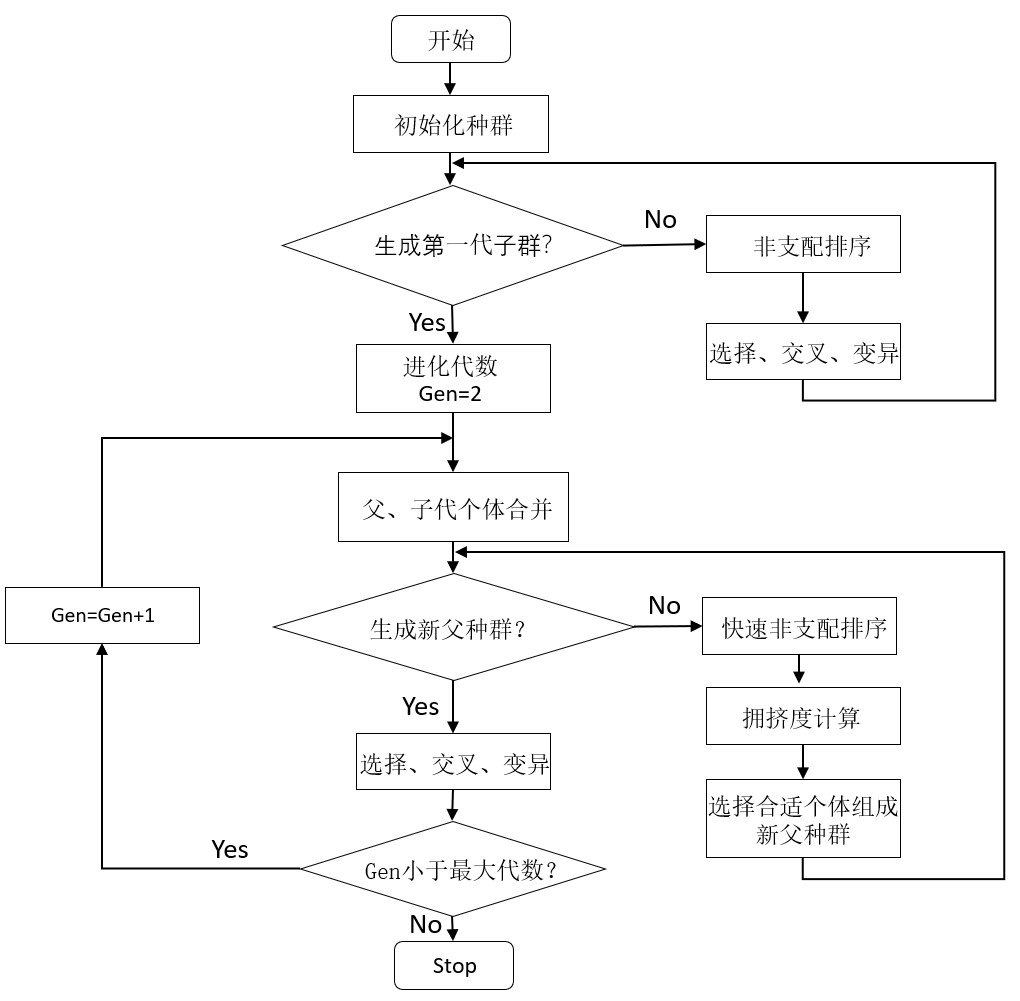 开始
初始化种群
生成第一代子群?
No
非支配排序
选择、交叉、变异
Yes
进化代数
Gen=2
父、子代个体合并
Gen=Gen+1
生成新父种群?
No
快速非支配排序
拥挤度计算
选择合适个体组成
新父种群
Yes
选择、交叉、变异
Gen小于最大代数?
Yes
No
Stop